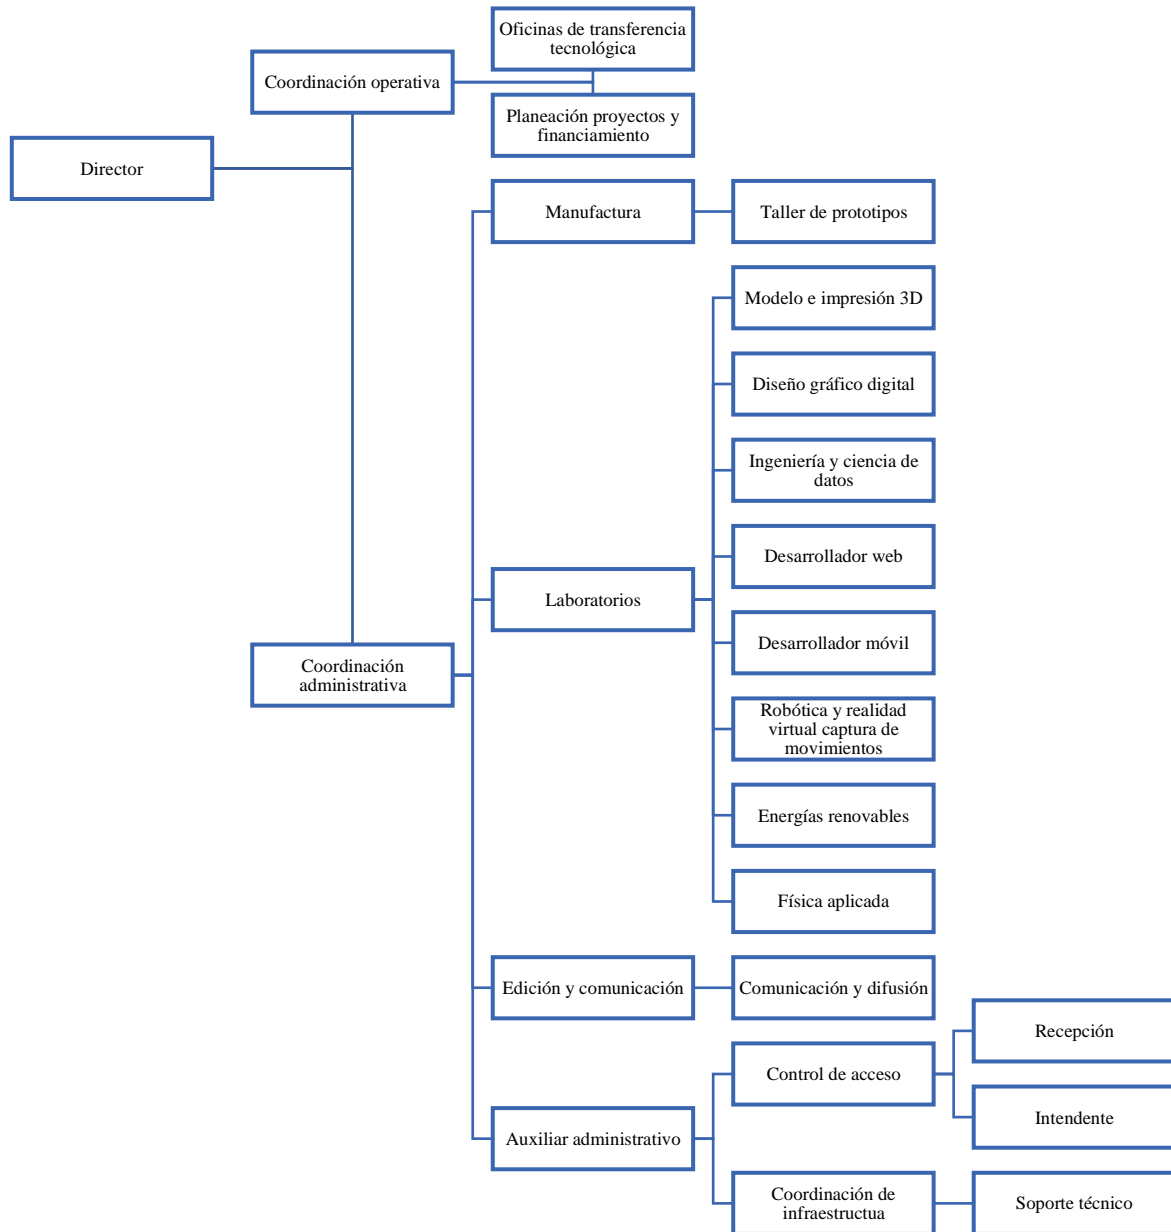 Oficinas de transferencia
tecnológica
Coordinación operativa
Planeación proyectos y
financiamiento
Director
Manufactura
Taller de prototipos
Modelo e impresión 3D
Diseño gráfico digital
Ingeniería y ciencia de
datos
Desarrollador web
Laboratorios
Desarrollador móvil
Coordinación
administrativa
Robótica y realidad
virtual captura de
movimientos
Energías renovables
Física aplicada
Edición y comunicación
Comunicación y difusión
Recepción
Control de acceso
Intendente
Auxiliar administrativo
Coordinación de
infraestructua
Soporte técnico